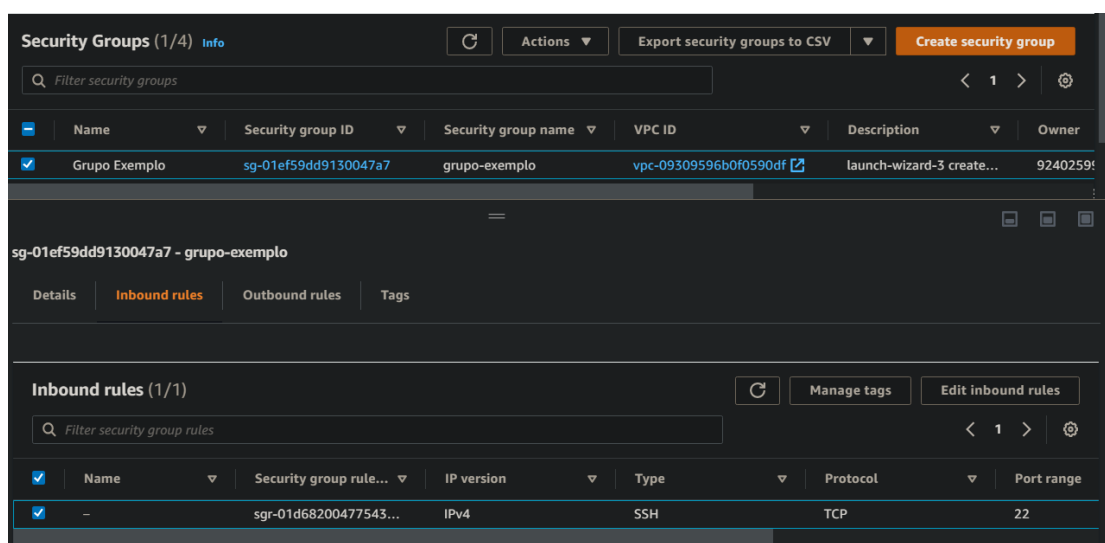 Security Groups (1/4) Info
Actions
Export security groups to CSV
Create security group
Filter security groups
1
Name Security group ID Security group name VPC ID Description Owner
Grupo Exemplo sg-01ef59dd9130047a7 grupo-exemplo vpc-09309596b0f0590df launch-wizard-3 create... 92402599
sg-01ef59dd9130047a7 - grupo-exemplo
Details Inbound rules Outbound rules Tags
Inbound rules (1/1)
Manage tags
Edit inbound rules
Filter security group rules
1
Name Security group rule... IP version Type Protocol Port range
– sgr-01d68200477543... IPv4 SSH TCP 22